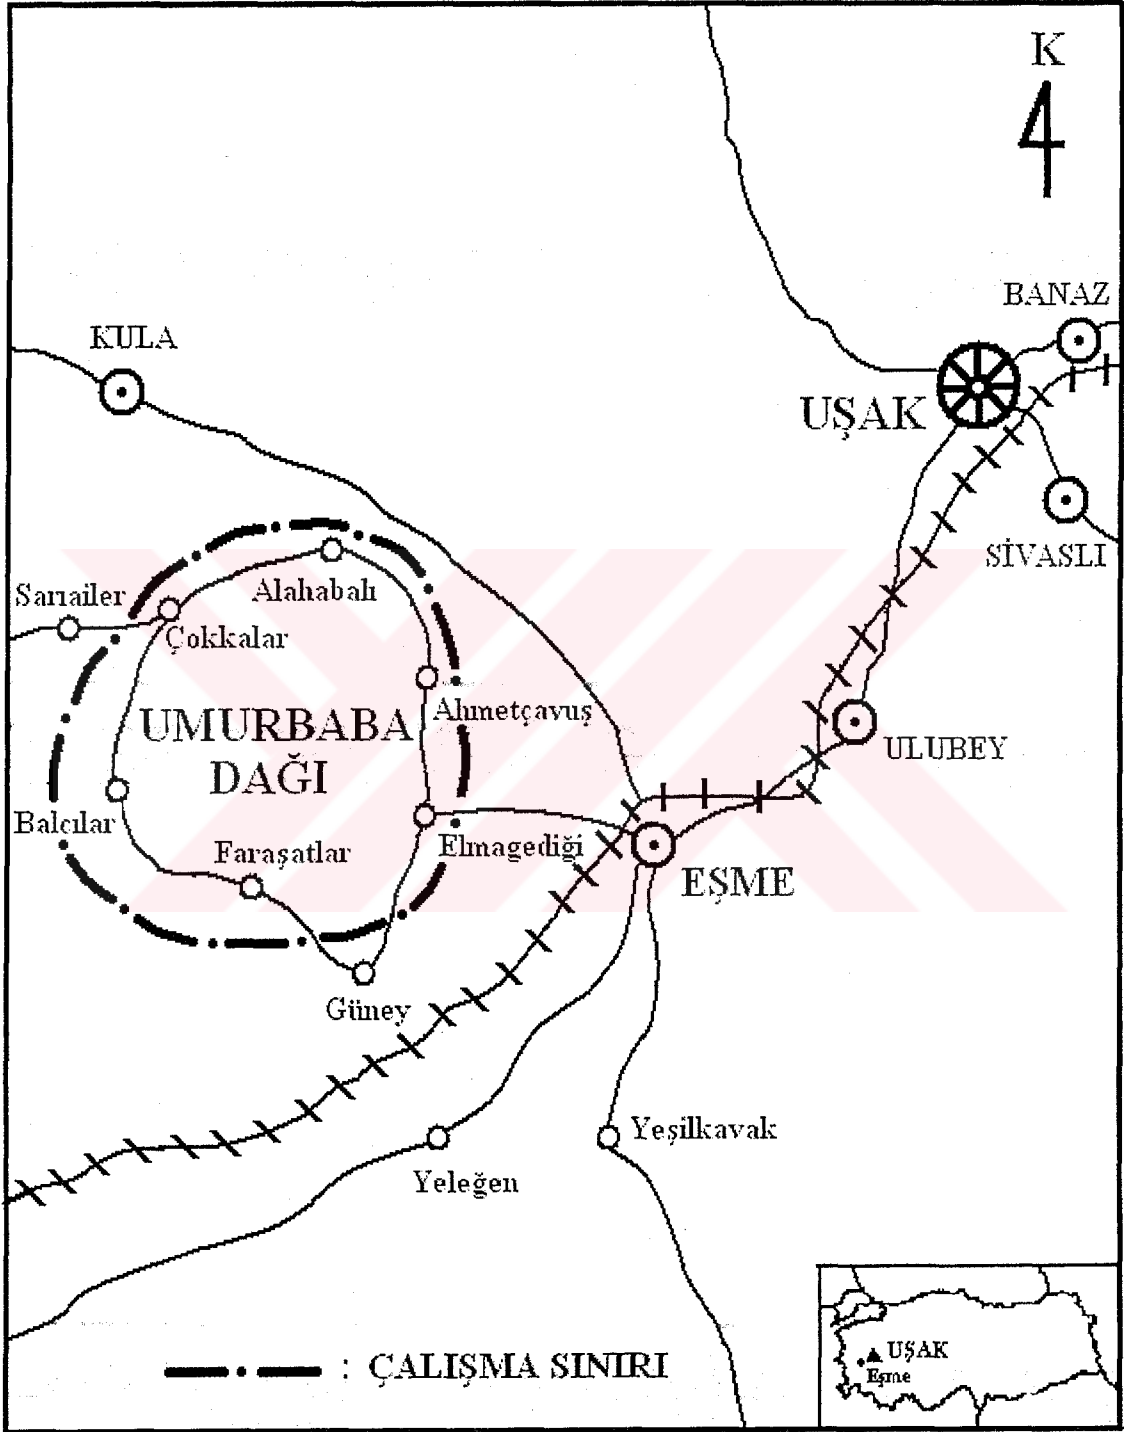 K
BANAZ
KULA
UŞAK
SİVASLI
Sarıailer
Alahabalı
Çokkalar
Ahmetçavuş
UMURBABA
DAĞI
ULUBEY
Balcılar
Faraşatlar
Elmagediği
EŞME
Güney
Yeşilkavak
Yeleğen
: ÇALIŞMA SINIRI
UŞAK
Eşme